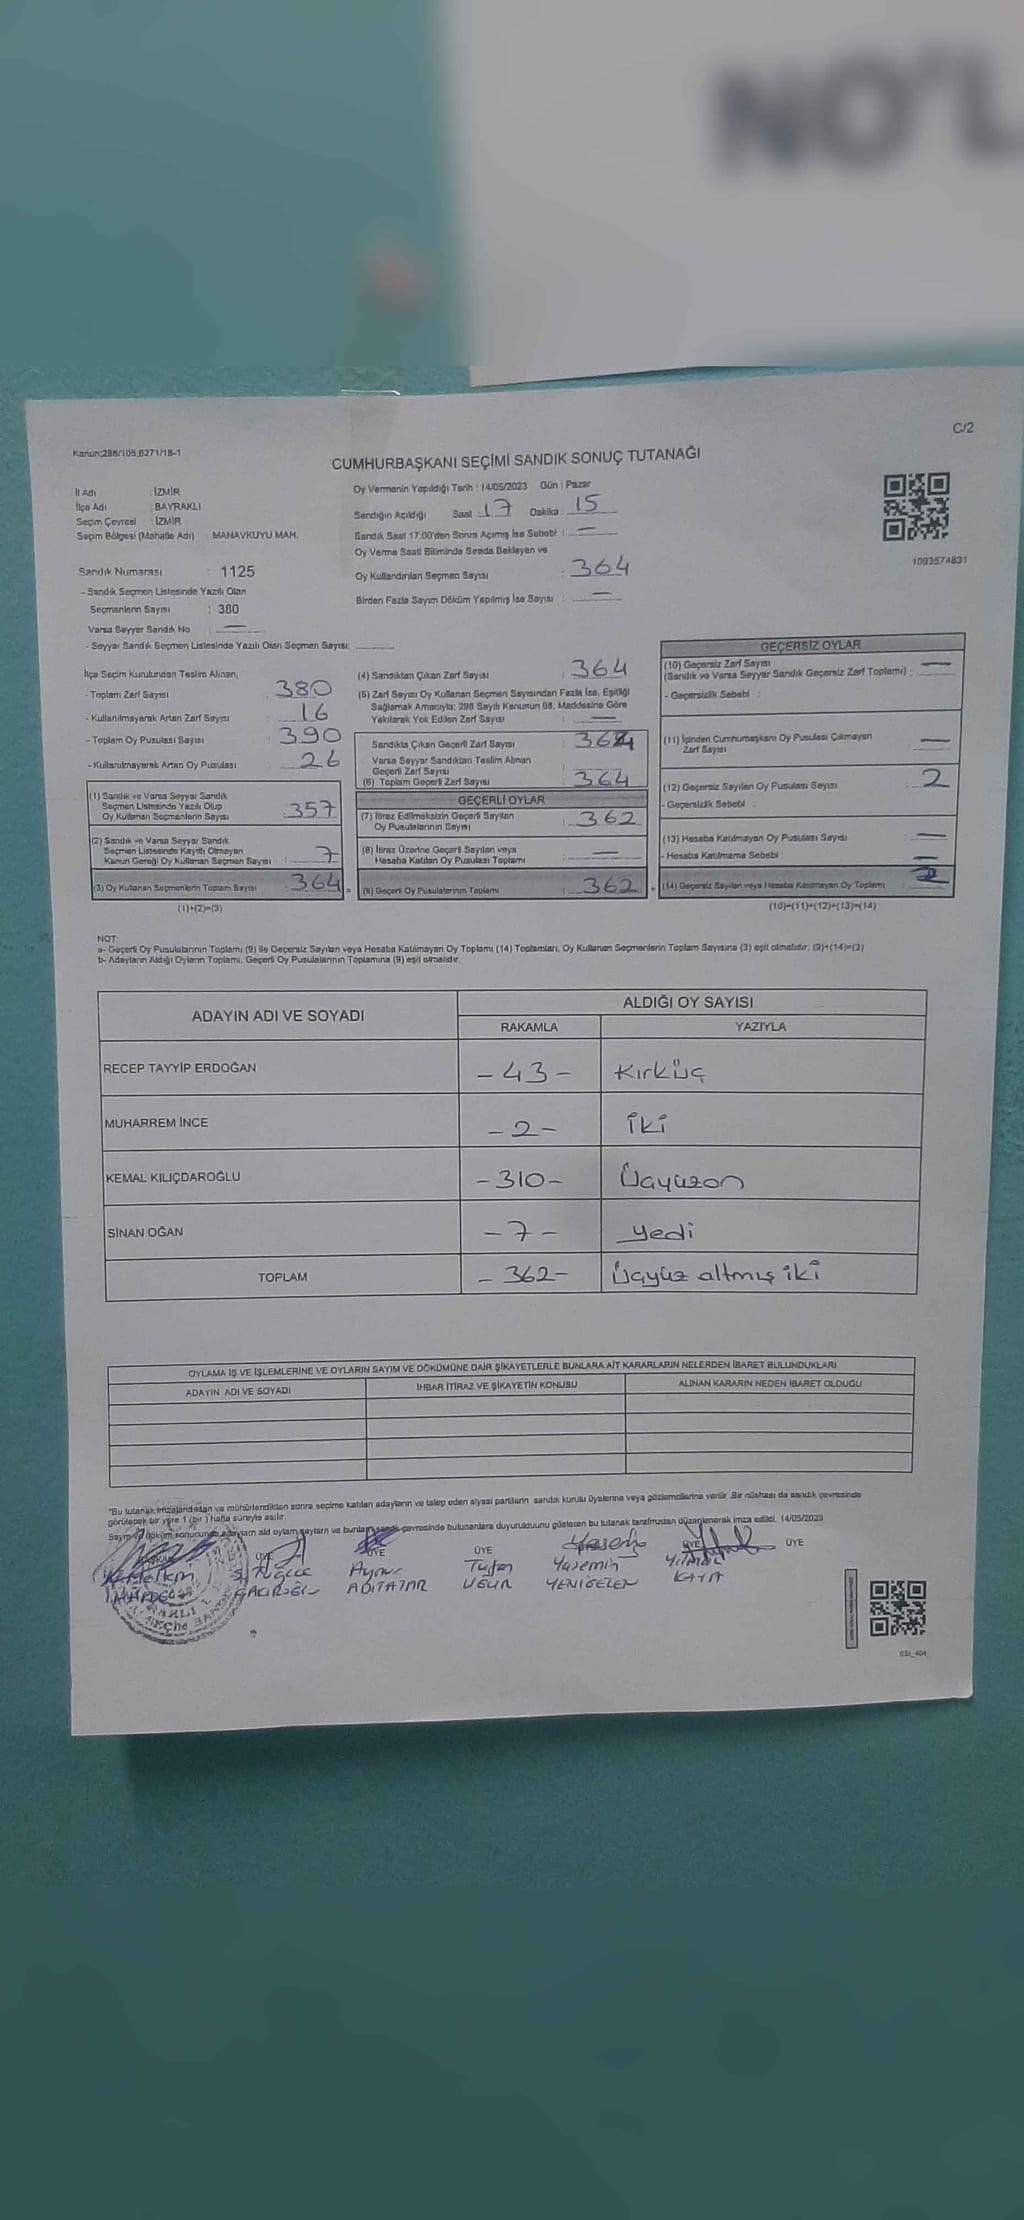 NO'L
C/2
Kanun;298/105;6271/18-1
CUMHURBAŞKANI SEÇİMİ SANDIK SONUÇ TUTANAĞI
İl Adı : İZMİR
İlçe Adı : BAYRAKLI
Seçim Çevresi : İZMİR
Seçim Bölgesi (Mahalle Adı) : MANAVKUYU MAH.
Sandık Numarası : 1125
- Sandık Seçmen Listesinde Yazılı Olan
Seçmenlerin Sayısı : 380
Varsa Seyyar Sandık No : —
- Seyyar Sandık Seçmen Listesinde Yazılı Olan Seçmen Sayısı:
Oy Vermenin Yapıldığı Tarih : 14/05/2023 Gün : Pazar
Sandığın Açıldığı Saat : 17 Dakika : 15
Sandık Saat 17:00'den Sonra Açılmış İse Sebebi : —
Oy Verme Saati Bitiminde Sırada Bekleyen ve
Oy Kullandırılan Seçmen Sayısı : 364
Birden Fazla Sayım Döküm Yapılmış İse Sayısı : —
1093574831
İlçe Seçim Kurulundan Teslim Alınan;
- Toplam Zarf Sayısı : 380
- Kullanılmayarak Artan Zarf Sayısı : 16
- Toplam Oy Pusulası Sayısı : 390
- Kullanılmayarak Artan Oy Pusulası : 26
(1) Sandık ve Varsa Seyyar Sandık
Seçmen Listesinde Yazılı Olup
Oy Kullanan Seçmenlerin Sayısı : 357
(2) Sandık ve Varsa Seyyar Sandık
Seçmen Listesinde Kayıtlı Olmayan
Kanun Gereği Oy Kullanan Seçmen Sayısı : 7
(3) Oy Kullanan Seçmenlerin Toplam Sayısı : 364
(1)+(2)=(3)
(4) Sandıktan Çıkan Zarf Sayısı : 364
(5) Zarf Sayısı Oy Kullanan Seçmen Sayısından Fazla İse, Eşitliği
Sağlamak Amacıyla; 298 Sayılı Kanunun 98. Maddesine Göre
Yakılarak Yok Edilen Zarf Sayısı : —
Sandıkta Çıkan Geçerli Zarf Sayısı : 364
Varsa Seyyar Sandıktan Teslim Alınan
Geçerli Zarf Sayısı :
(6) Toplam Geçerli Zarf Sayısı : 364
GEÇERLİ OYLAR
(7) İtiraz Edilmeksizin Geçerli Sayılan
Oy Pusulalarının Sayısı : 362
(8) İtiraz Üzerine Geçerli Sayılan veya
Hesaba Katılan Oy Pusulası Toplamı : —
(9) Geçerli Oy Pusulalarının Toplamı : 362
GEÇERSİZ OYLAR
(10) Geçersiz Zarf Sayısı
(Sandık ve Varsa Seyyar Sandık Geçersiz Zarf Toplamı) : —
- Geçersizlik Sebebi :
(11) İçinden Cumhurbaşkanı Oy Pusulası Çıkmayan
Zarf Sayısı : —
(12) Geçersiz Sayılan Oy Pusulası Sayısı : 2
- Geçersizlik Sebebi :
(13) Hesaba Katılmayan Oy Pusulası Sayısı : —
- Hesaba Katılmama Sebebi : —
(14) Geçersiz Sayılan veya Hesaba Katılmayan Oy Toplamı : 2
(10)+(11)+(12)+(13)=(14)
NOT:
a- Geçerli Oy Pusulalarının Toplamı (9) ile Geçersiz Sayılan veya Hesaba Katılmayan Oy Toplamı (14) Toplamları, Oy Kullanan Seçmenlerin Toplam Sayısına (3) eşit olmalıdır. (9)+(14)=(3)
b- Adayların Aldığı Oyların Toplamı, Geçerli Oy Pusulalarının Toplamına (9) eşit olmalıdır.
ADAYIN ADI VE SOYADI ALDIĞI OY SAYISI
RAKAMLA YAZIYLA
RECEP TAYYİP ERDOĞAN -43- Kırküç
MUHARREM İNCE -2- iki
KEMAL KILIÇDAROĞLU -310- Üçyüzon
SİNAN OĞAN -7- yedi
TOPLAM -362- Üçyüz altmış iki
OYLAMA İŞ VE İŞLEMLERİNE VE OYLARIN SAYIM VE DÖKÜMÜNE DAİR ŞİKAYETLERLE BUNLARA AİT KARARLARIN NELERDEN İBARET BULUNDUKLARI
ADAYIN ADI VE SOYADI İHBAR İTİRAZ VE ŞİKAYETİN KONUSU ALINAN KARARIN NEDEN İBARET OLDUĞU
"Bu tutanak imzalandıktan ve mühürlendikten sonra seçime katılan adayların ve talep eden siyasi partilerin sandık kurulu üyelerine veya gözlemcilerine verilir. Bir nüshası da sandık çevresinde
görülecek bir yere 1 (bir) hafta süreyle asılır.
Sayım ve döküm sonucunda adayların aldığı oyların sayıları ve bunların sandık çevresinde bulunanlara duyurulduğunu gösteren bu tutanak tarafımızdan düzenlenerek imza edildi. 14/05/2023
BAŞKAN ÜYE ÜYE ÜYE ÜYE ÜYE
Aynur Yasemin YILMAZ
UĞUR YENİGELEN KAYA